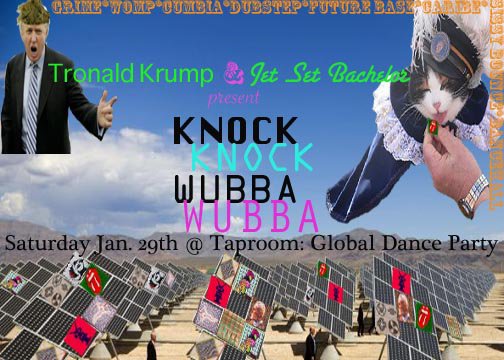 GRIME*WOMP*CUMBIA*DUBSTEP*FUTURE BASS*CARIBE*
Tronald Krump & Jet Set Bachelor
present
KNOCK
KNOCK
WUBBA
WUBBA
Saturday Jan. 29th @ Taproom: Global Dance Party